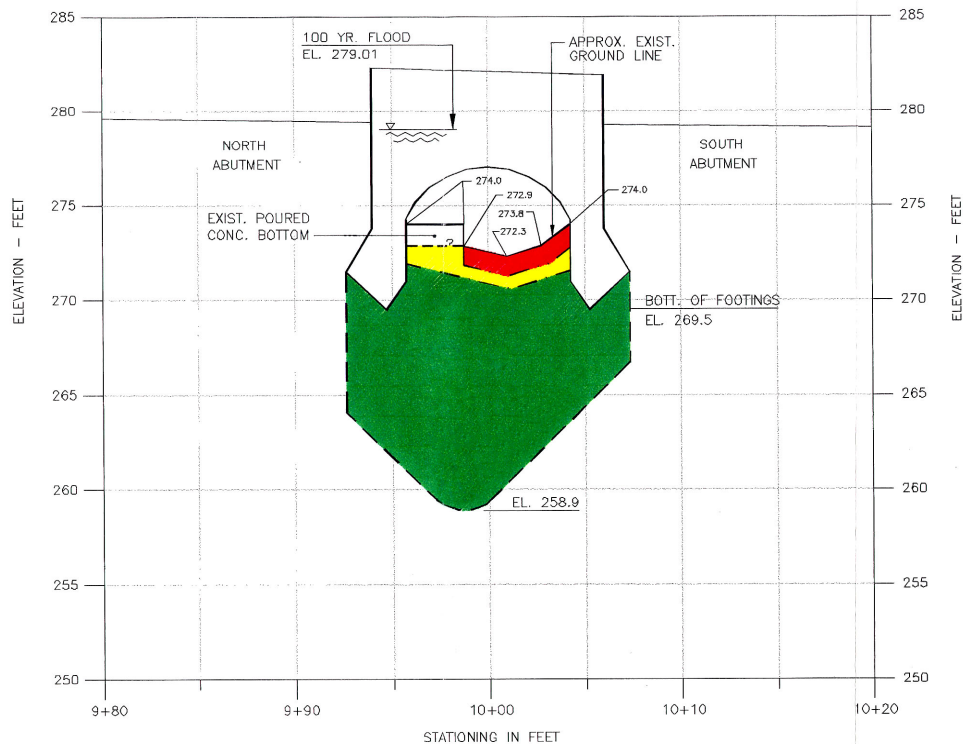 285
285
100 YR. FLOOD
EL. 279.01
APPROX. EXIST.
GROUND LINE
280
280
NORTH
ABUTMENT
SOUTH
ABUTMENT
274.0
272.9
274.0
273.8
272.3
275
275
EXIST. POURED
CONC. BOTTOM
?
ELEVATION - FEET
ELEVATION - FEET
270
270
BOTT. OF FOOTINGS
EL. 269.5
265
265
260
260
EL. 258.9
255
255
250
250
9+80
9+90
10+00
10+10
10+20
STATIONING IN FEET